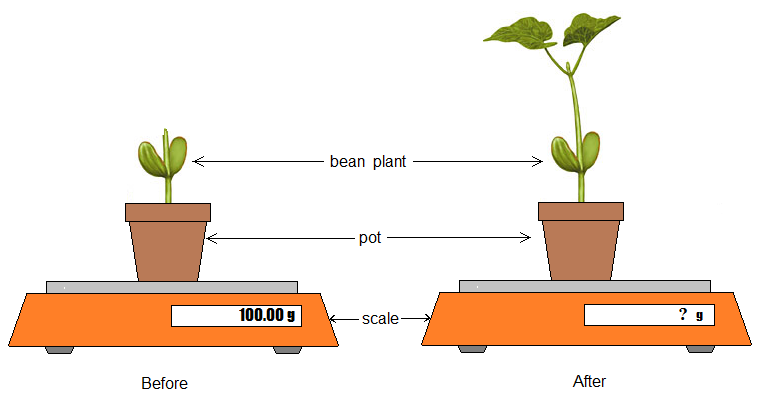 bean plant
pot
100.00 g
? g
scale
Before
After